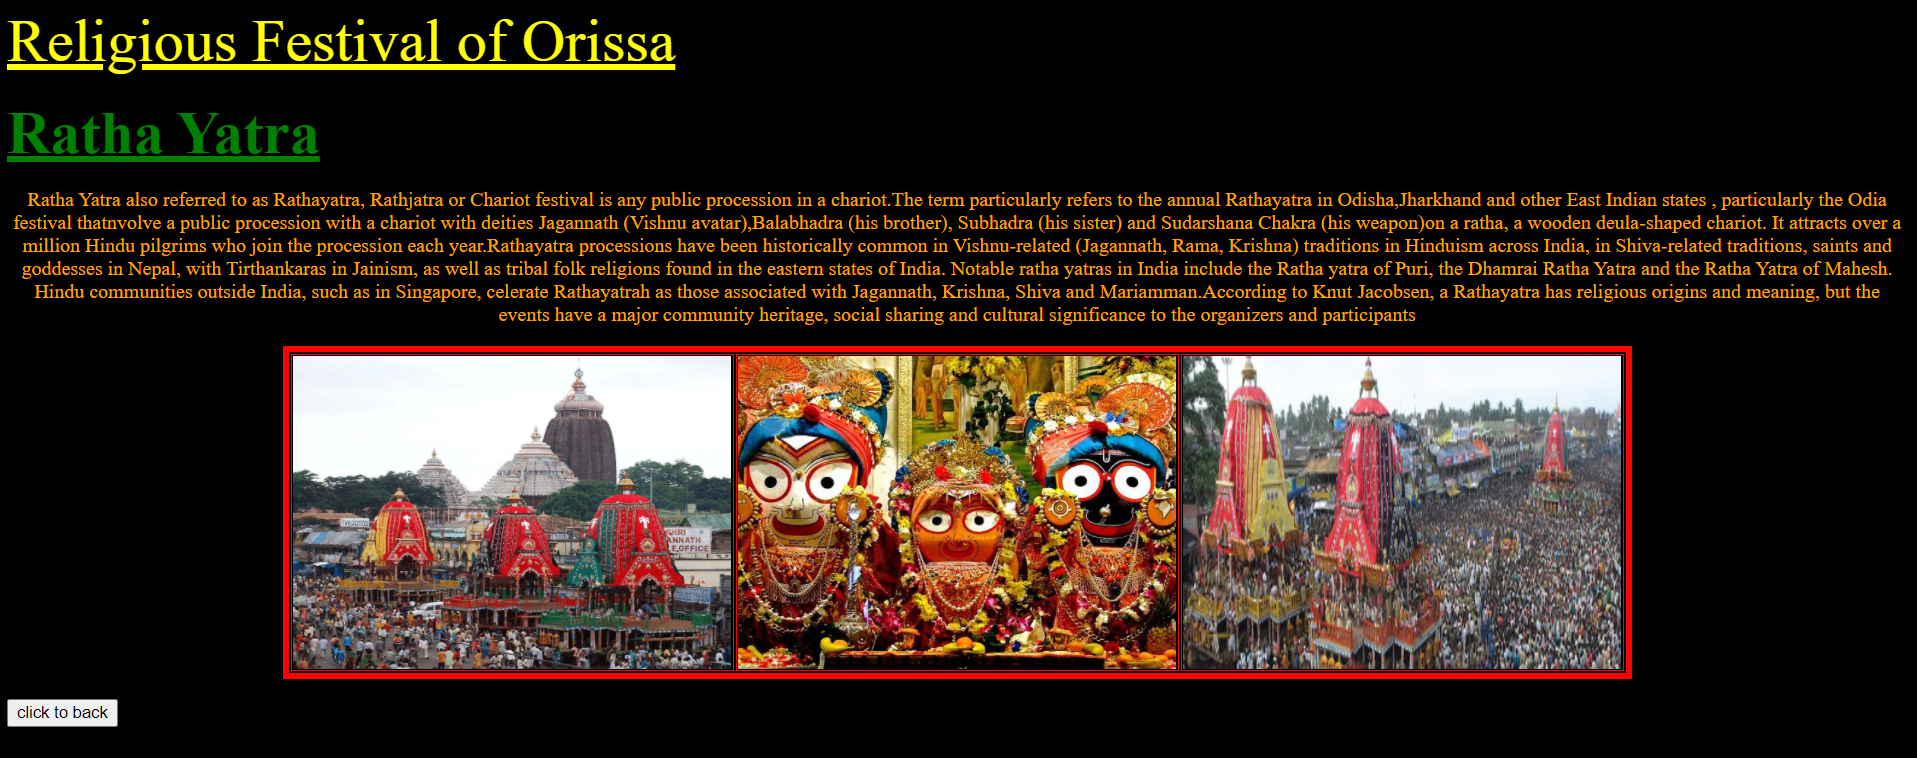 Religious Festival of Orissa
Ratha Yatra
Ratha Yatra also referred to as Rathayatra, Rathjatra or Chariot festival is any public procession in a chariot.The term particularly refers to the annual Rathayatra in Odisha,Jharkhand and other East Indian states , particularly the Odia
festival thatnvolve a public procession with a chariot with deities Jagannath (Vishnu avatar),Balabhadra (his brother), Subhadra (his sister) and Sudarshana Chakra (his weapon)on a ratha, a wooden deula-shaped chariot. It attracts over a
million Hindu pilgrims who join the procession each year.Rathayatra processions have been historically common in Vishnu-related (Jagannath, Rama, Krishna) traditions in Hinduism across India, in Shiva-related traditions, saints and
goddesses in Nepal, with Tirthankaras in Jainism, as well as tribal folk religions found in the eastern states of India. Notable ratha yatras in India include the Ratha yatra of Puri, the Dhamrai Ratha Yatra and the Ratha Yatra of Mahesh.
Hindu communities outside India, such as in Singapore, celerate Rathayatrah as those associated with Jagannath, Krishna, Shiva and Mariamman.According to Knut Jacobsen, a Rathayatra has religious origins and meaning, but the
events have a major community heritage, social sharing and cultural significance to the organizers and participants
vedanta
SHRI
ANNATH
E.OFFICE
click to back